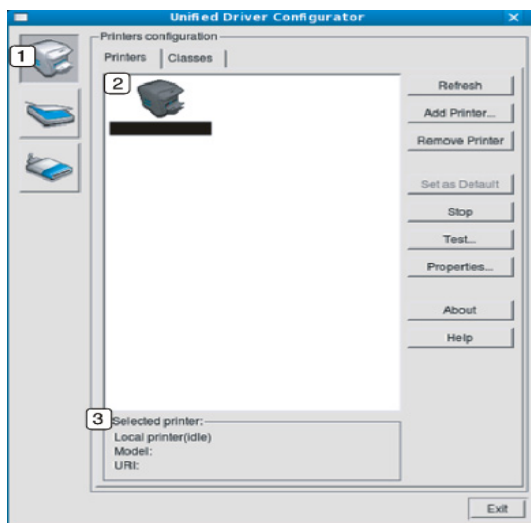 Unified Driver Configurator
1
Printers configuration
Printers
Classes
2
Refresh
Add Printer...
Remove Printer
Set as Default
Stop
Test...
Properties...
About
Help
3
Selected printer:
Local printer(idle)
Model:
URI:
Exit